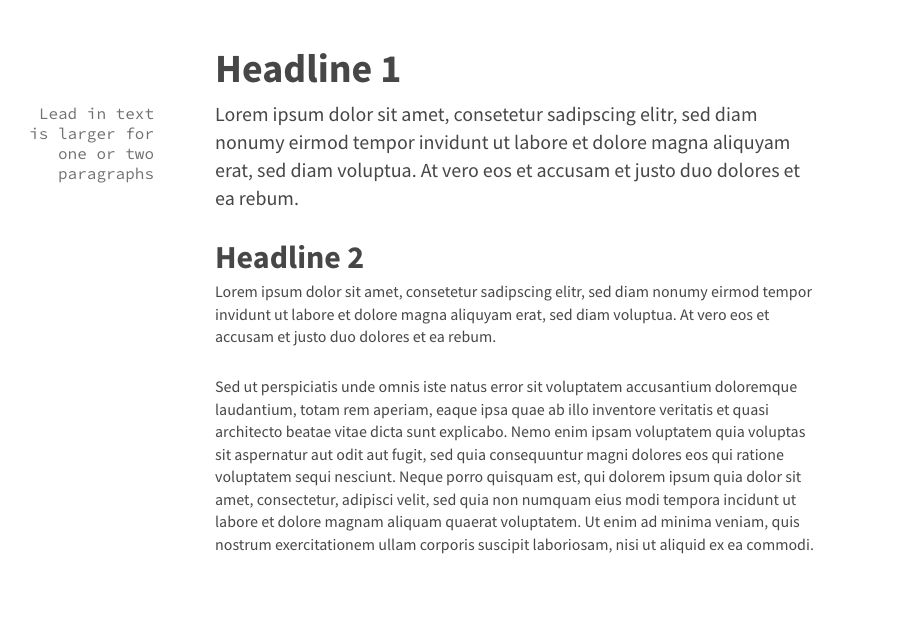 Headline 1
Lead in text
is larger for
one or two
paragraphs
Lorem ipsum dolor sit amet, consetetur sadipscing elitr, sed diam
nonumy eirmod tempor invidunt ut labore et dolore magna aliquyam
erat, sed diam voluptua. At vero eos et accusam et justo duo dolores et
ea rebum.
Headline 2
Lorem ipsum dolor sit amet, consetetur sadipscing elitr, sed diam nonumy eirmod tempor
invidunt ut labore et dolore magna aliquyam erat, sed diam voluptua. At vero eos et
accusam et justo duo dolores et ea rebum.
Sed ut perspiciatis unde omnis iste natus error sit voluptatem accusantium doloremque
laudantium, totam rem aperiam, eaque ipsa quae ab illo inventore veritatis et quasi
architecto beatae vitae dicta sunt explicabo. Nemo enim ipsam voluptatem quia voluptas
sit aspernatur aut odit aut fugit, sed quia consequuntur magni dolores eos qui ratione
voluptatem sequi nesciunt. Neque porro quisquam est, qui dolorem ipsum quia dolor sit
amet, consectetur, adipisci velit, sed quia non numquam eius modi tempora incidunt ut
labore et dolore magnam aliquam quaerat voluptatem. Ut enim ad minima veniam, quis
nostrum exercitationem ullam corporis suscipit laboriosam, nisi ut aliquid ex ea commodi.